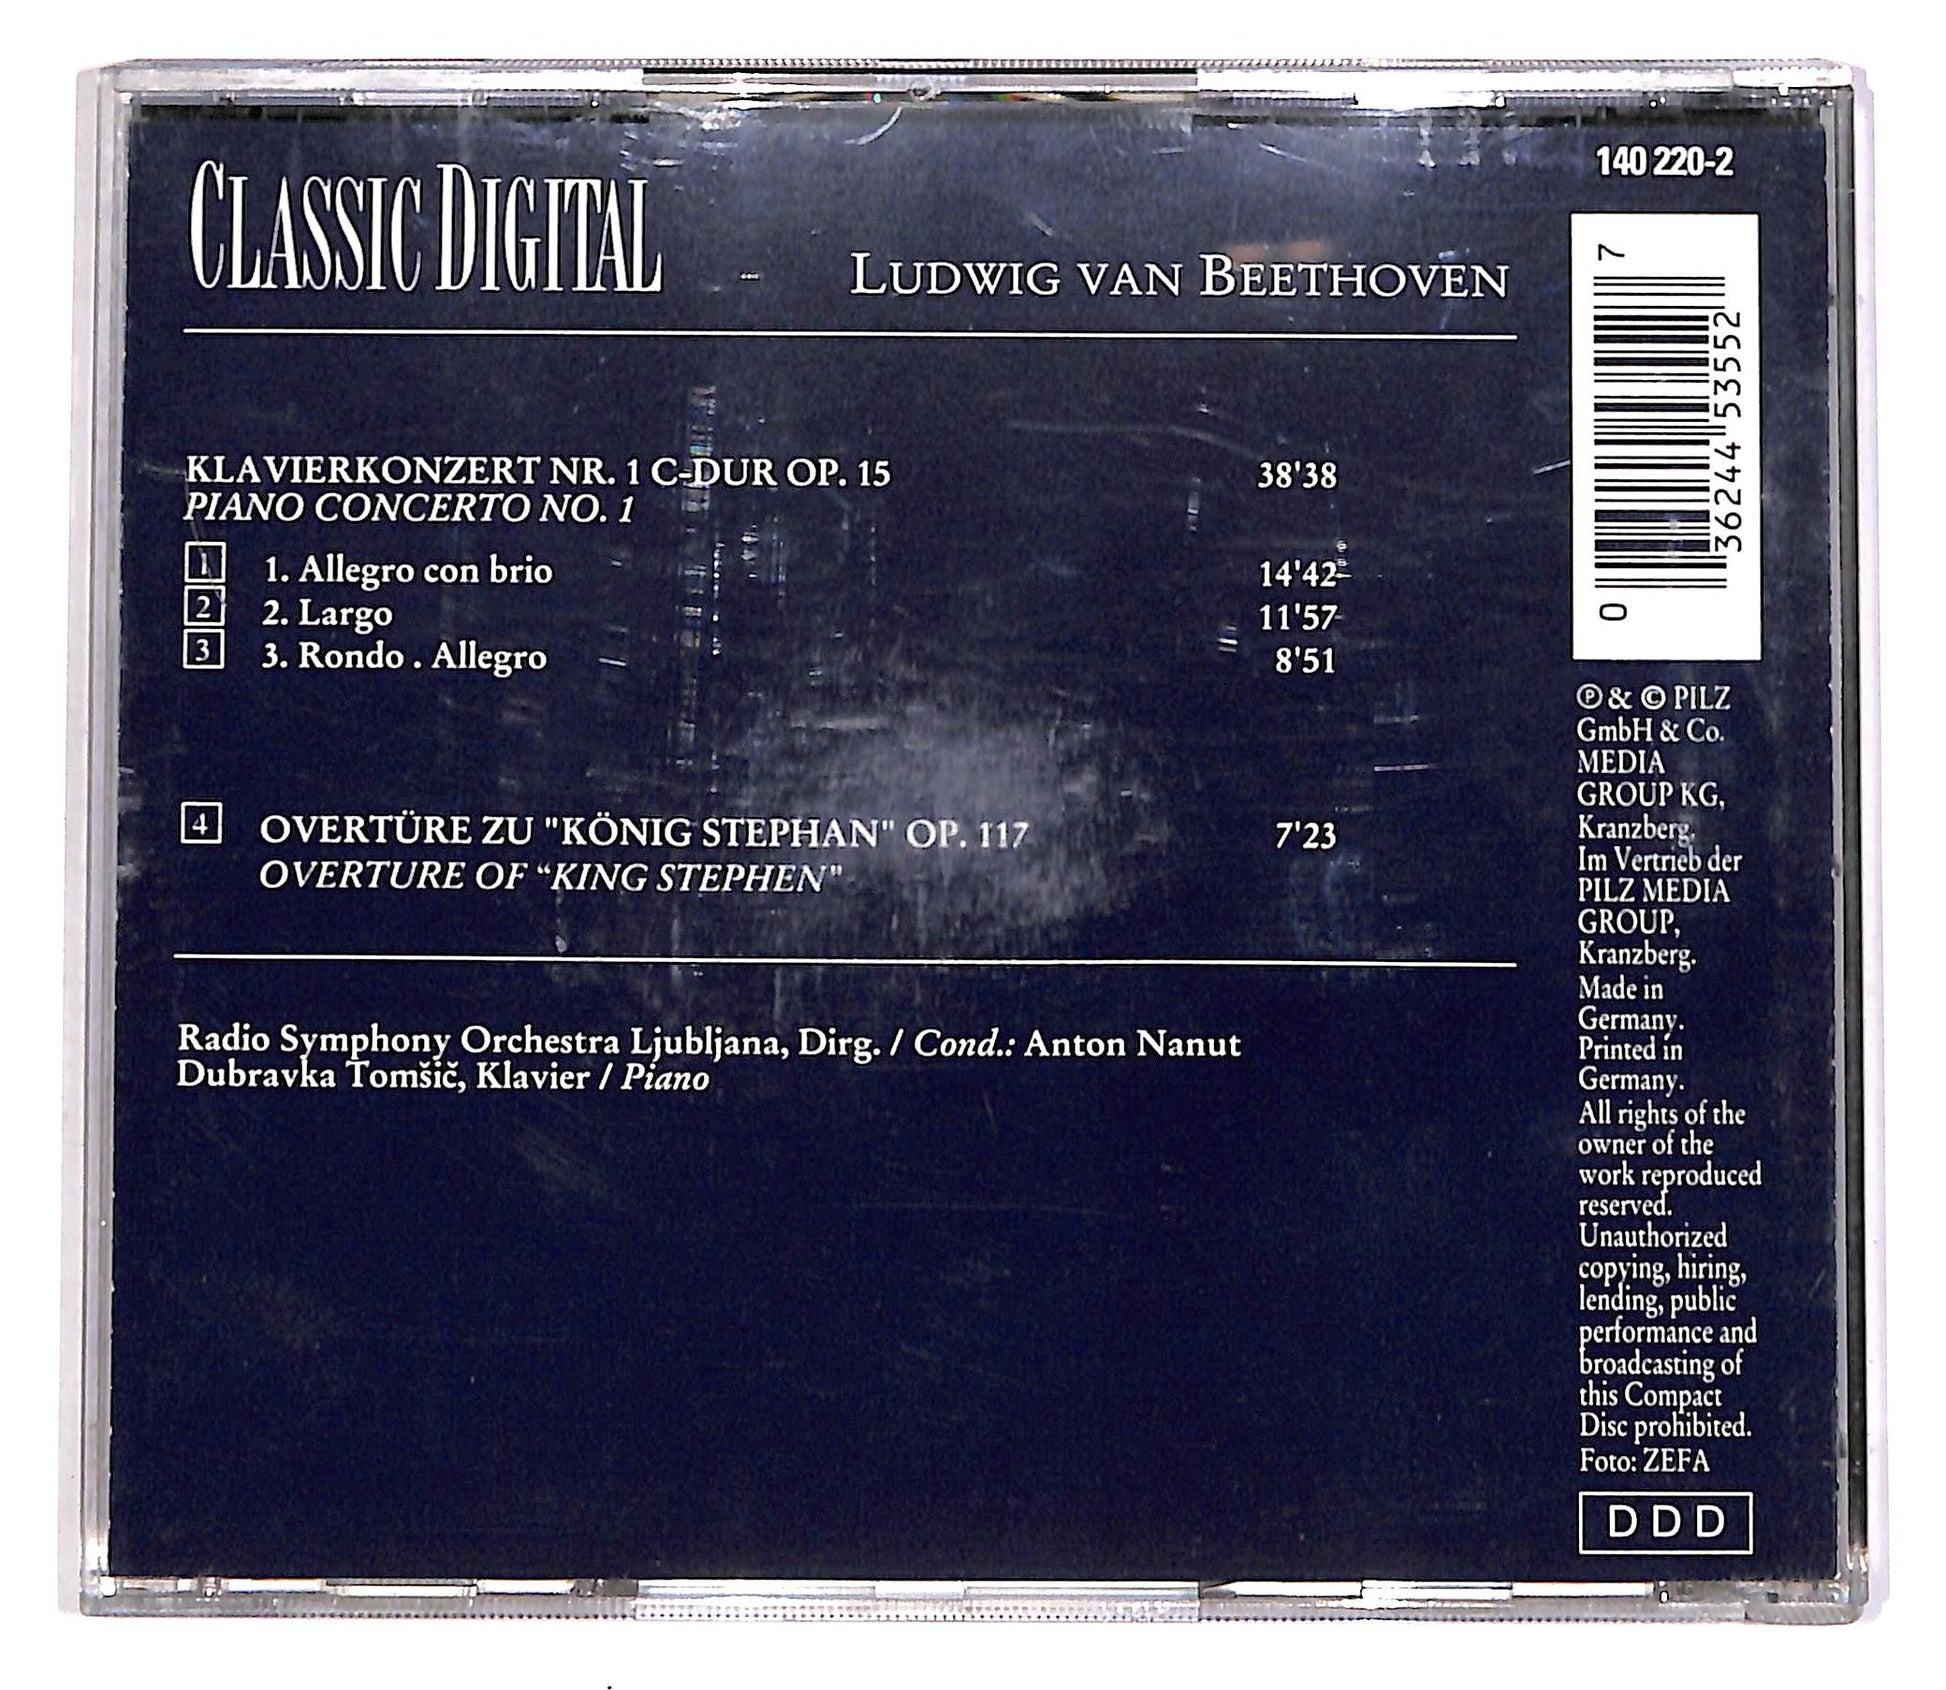 CLASSIC DIGITAL
LUDWIG VAN BEETHOVEN
KLAVIERKONZERT NR. 1 C-DUR OP. 15 38'38
PIANO CONCERTO NO. 1
1 1. Allegro con brio 14'42
2 2. Largo 11'57
3 3. Rondo . Allegro 8'51
4 OVERTÜRE ZU "KÖNIG STEPHAN" OP. 117 7'23
OVERTURE OF “KING STEPHEN"
Radio Symphony Orchestra Ljubljana, Dirg. / Cond.: Anton Nanut
Dubravka Tomšič, Klavier / Piano
140 220-2
0 36244 53552 7
℗ & © PILZ
GmbH & Co.
MEDIA
GROUP KG,
Kranzberg.
Im Vertrieb der
PILZ MEDIA
GROUP,
Kranzberg.
Made in
Germany.
Printed in
Germany.
All rights of the
owner of the
work reproduced
reserved.
Unauthorized
copying, hiring,
lending, public
performance and
broadcasting of
this Compact
Disc prohibited.
Foto: ZEFA
DDD